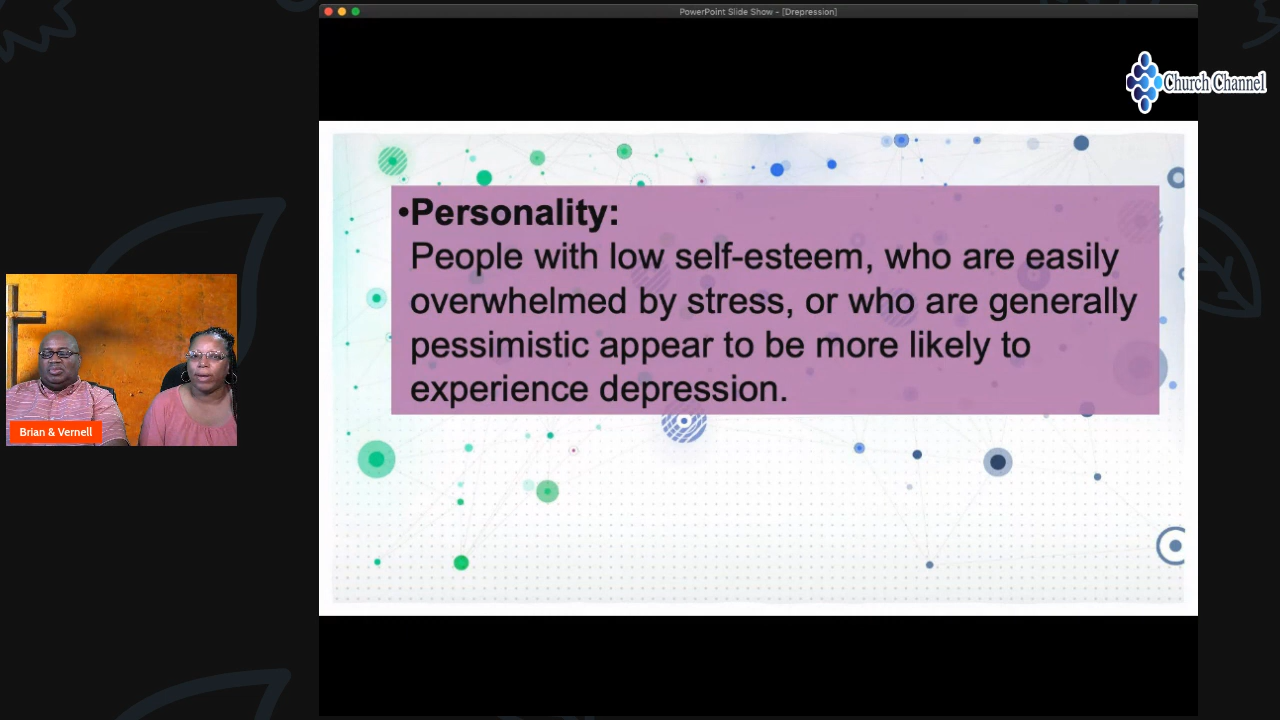 PowerPoint Slide Show - [Drepression]
Church Channel
•Personality:
People with low self-esteem, who are easily
overwhelmed by stress, or who are generally
pessimistic appear to be more likely to
experience depression.
Brian & Vernell